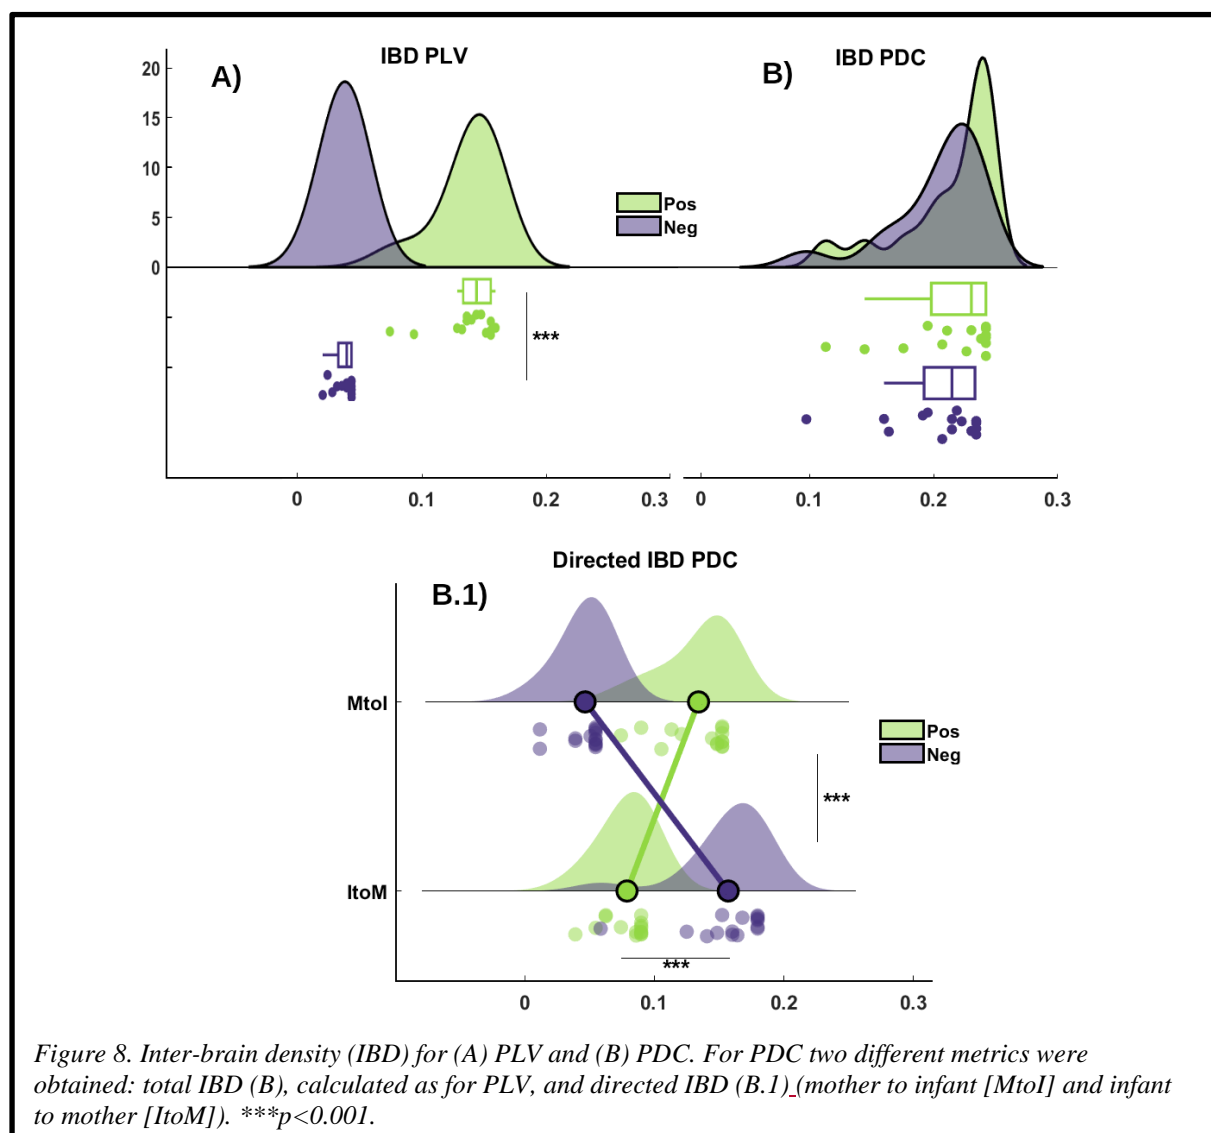 A)
IBD PLV
20
15
10
5
0
Pos
Neg
***
0
0.1
0.2
0.3
B)
IBD PDC
0
0.1
0.2
0.3
Directed IBD PDC
B.1)
MtoI
ItoM
Pos
Neg
***
***
0
0.1
0.2
0.3
Figure 8. Inter-brain density (IBD) for (A) PLV and (B) PDC. For PDC two different metrics were
obtained: total IBD (B), calculated as for PLV, and directed IBD (B.1) (mother to infant [MtoI] and infant
to mother [ItoM]). ***p<0.001.